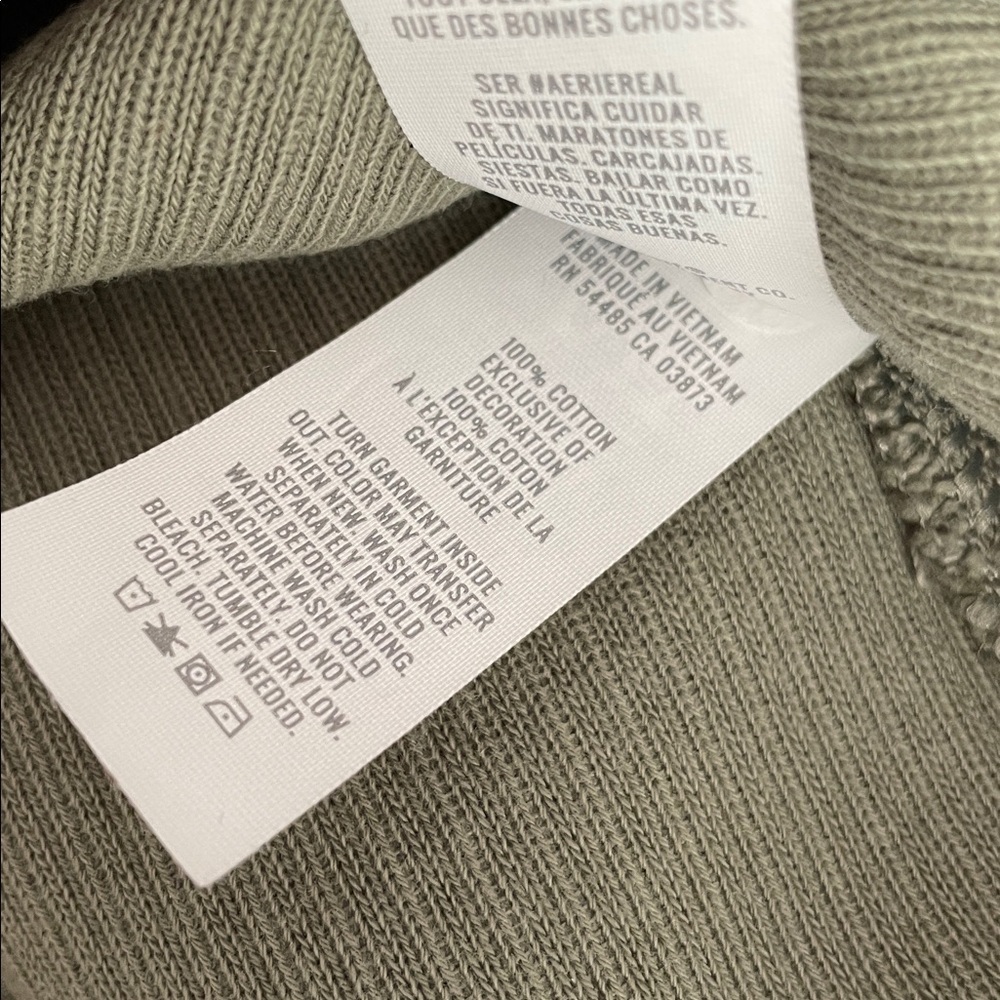 QUE DES BONNES CHOSES.
SER #AERIEREAL
SIGNIFICA CUIDAR
DE TI. MARATONES DE
PELÍCULAS. CARCAJADAS.
SIESTAS. BAILAR COMO
SI FUERA LA ÚLTIMA VEZ.
TODAS ESAS
COSAS BUENAS.
CO.
MADE IN VIETNAM
FABRIQUÉ AU VIETNAM
RN 54485 CA 03873
100% COTTON
EXCLUSIVE OF
DECORATION
100% COTON
À L'EXCEPTION DE LA
GARNITURE
TURN GARMENT INSIDE
OUT. COLOR MAY TRANSFER
WHEN NEW. WASH ONCE
SEPARATELY IN COLD
WATER BEFORE WEARING.
MACHINE WASH COLD
SEPARATELY. DO NOT
BLEACH. TUMBLE DRY LOW.
COOL IRON IF NEEDED.